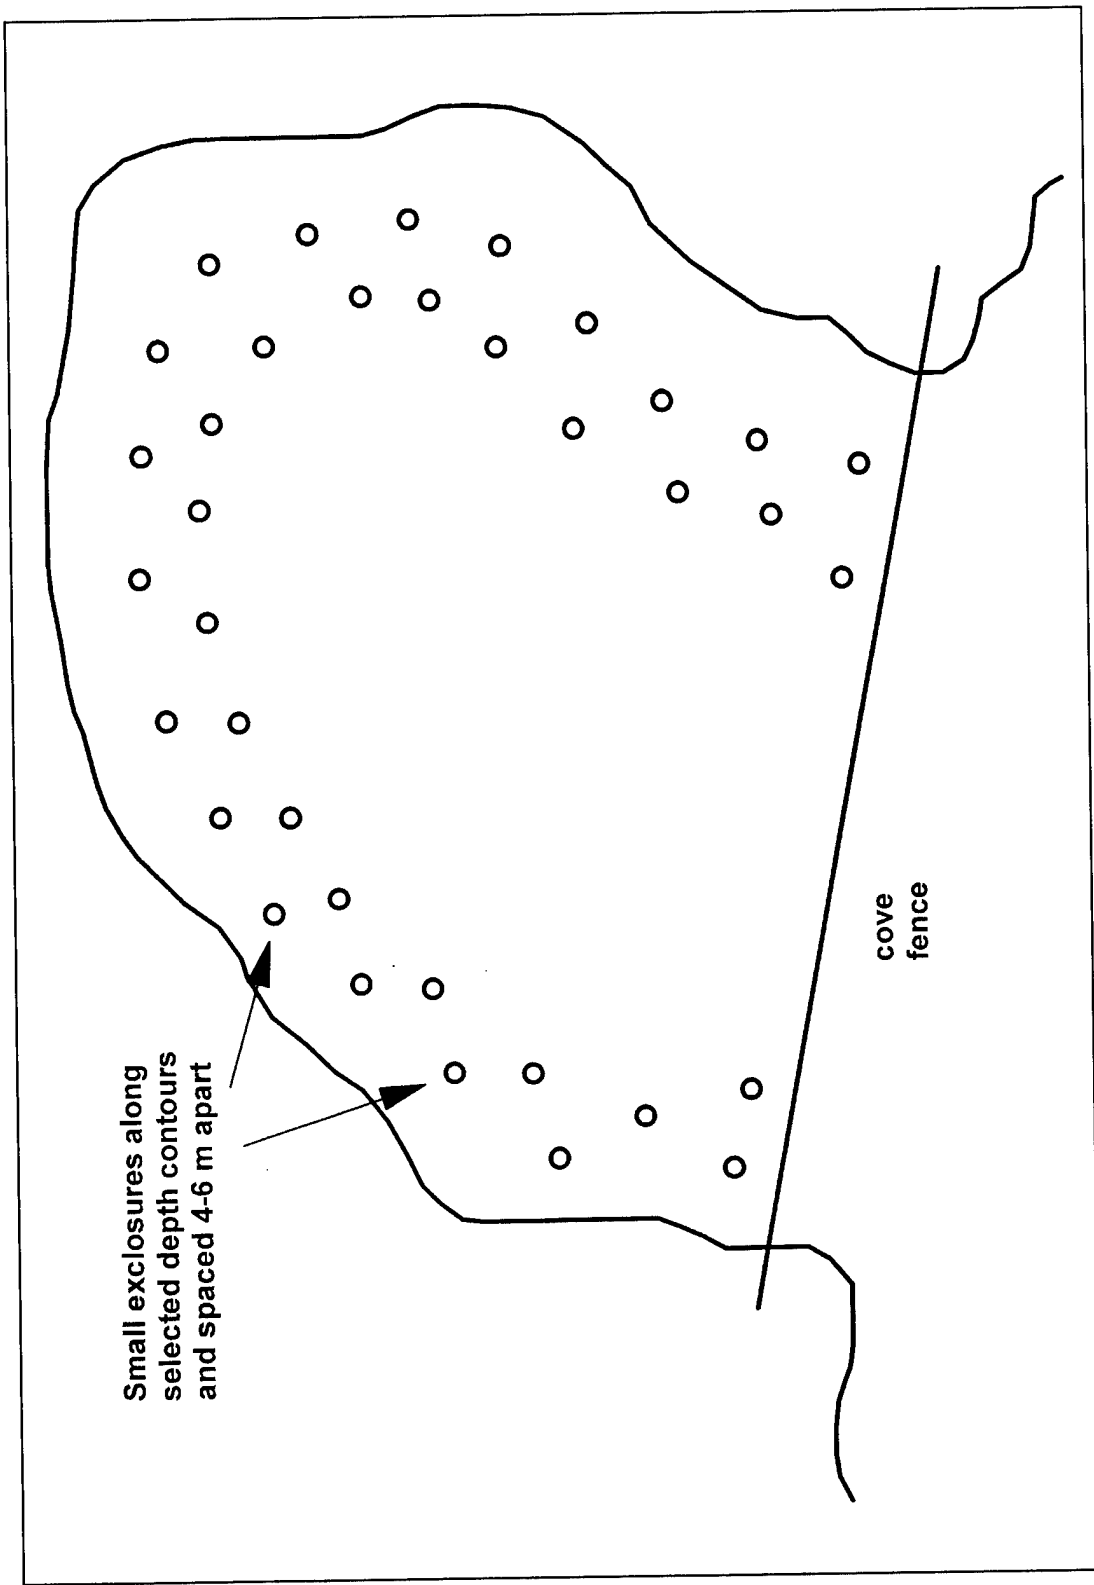 Small exclosures along
selected depth contours
and spaced 4-6 m apart
cove
fence